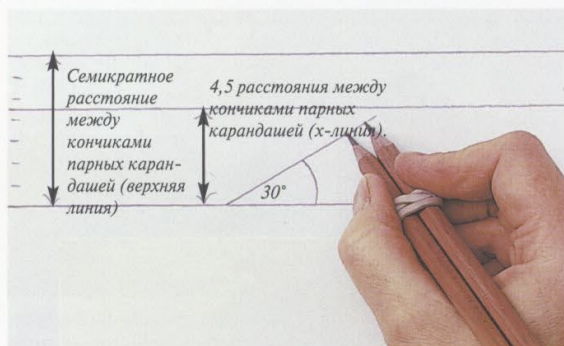 Семикратное
расстояние
между
кончиками
парных каран-
дашей (верхняя
линия)
4,5 расстояния между
кончиками парных
карандашей (х-линия).
30°